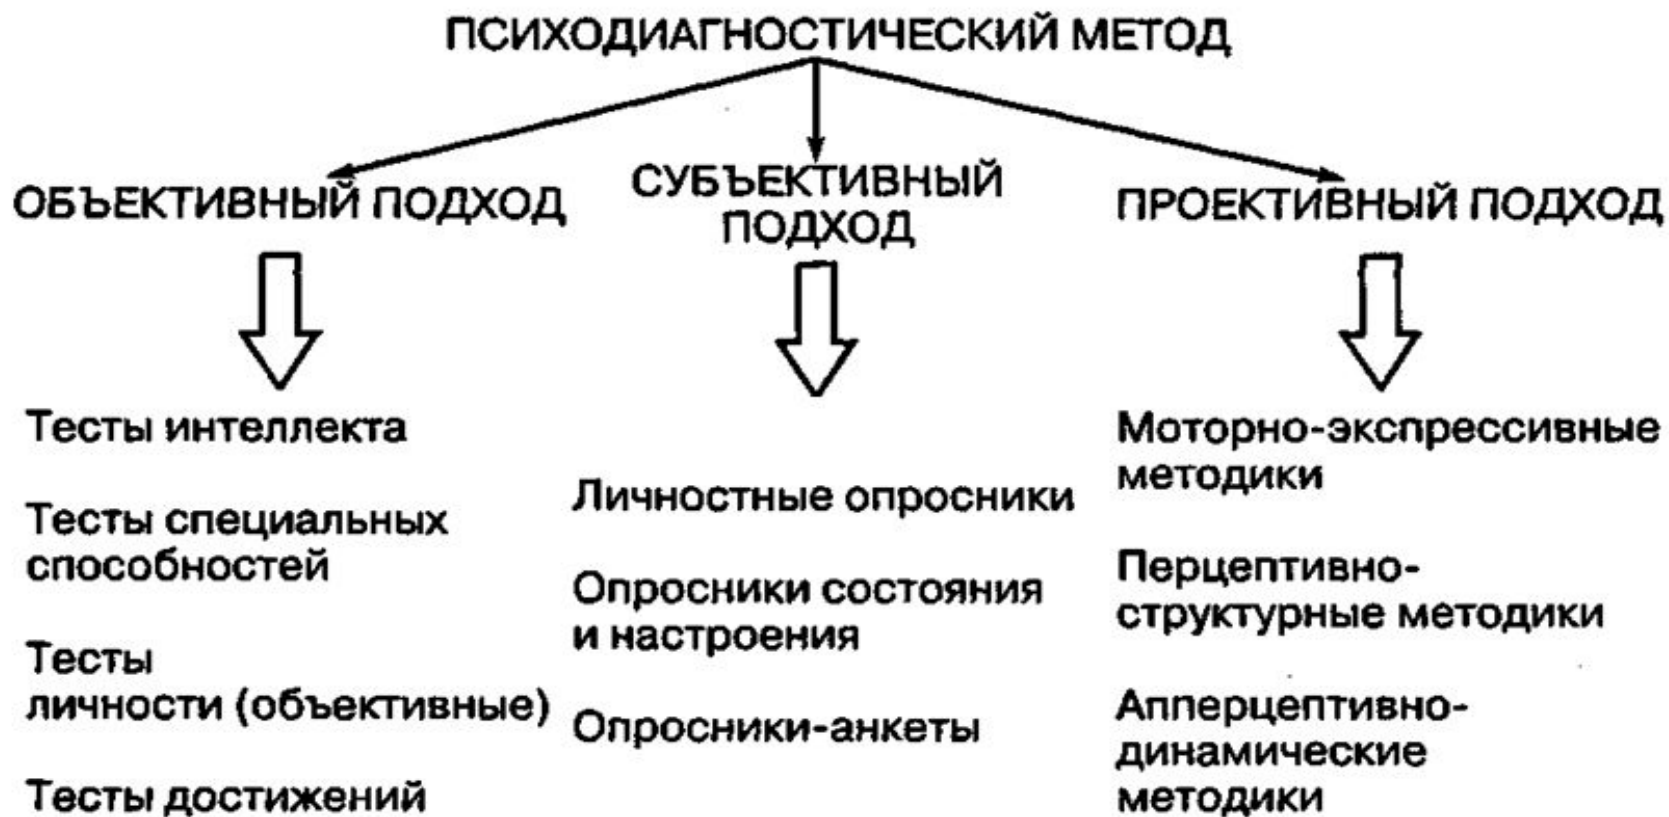 ПСИХОДИАГНОСТИЧЕСКИЙ МЕТОД
ОБЪЕКТИВНЫЙ ПОДХОД
СУБЪЕКТИВНЫЙ
ПОДХОД
ПРОЕКТИВНЫЙ ПОДХОД
Тесты интеллекта
Тесты специальных
способностей
Тесты
личности (объективные)
Тесты достижений
Личностные опросники
Опросники состояния
и настроения
Опросники-анкеты
Моторно-экспрессивные
методики
Перцептивно-
структурные методики
Апперцептивно-
динамические
методики